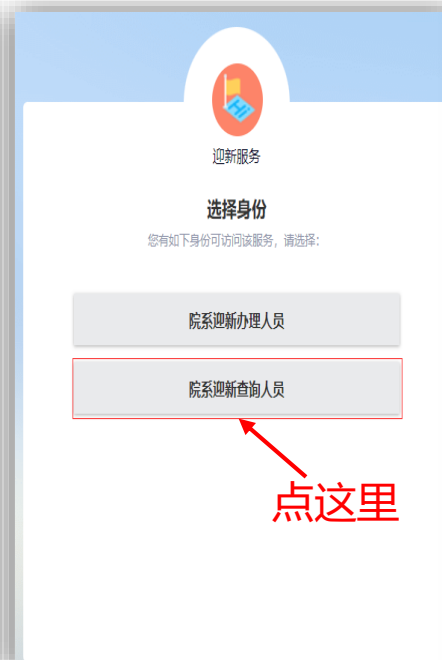 Hi
迎新服务
选择身份
您有如下身份可访问该服务，请选择：
院系迎新办理人员
院系迎新查询人员
点这里